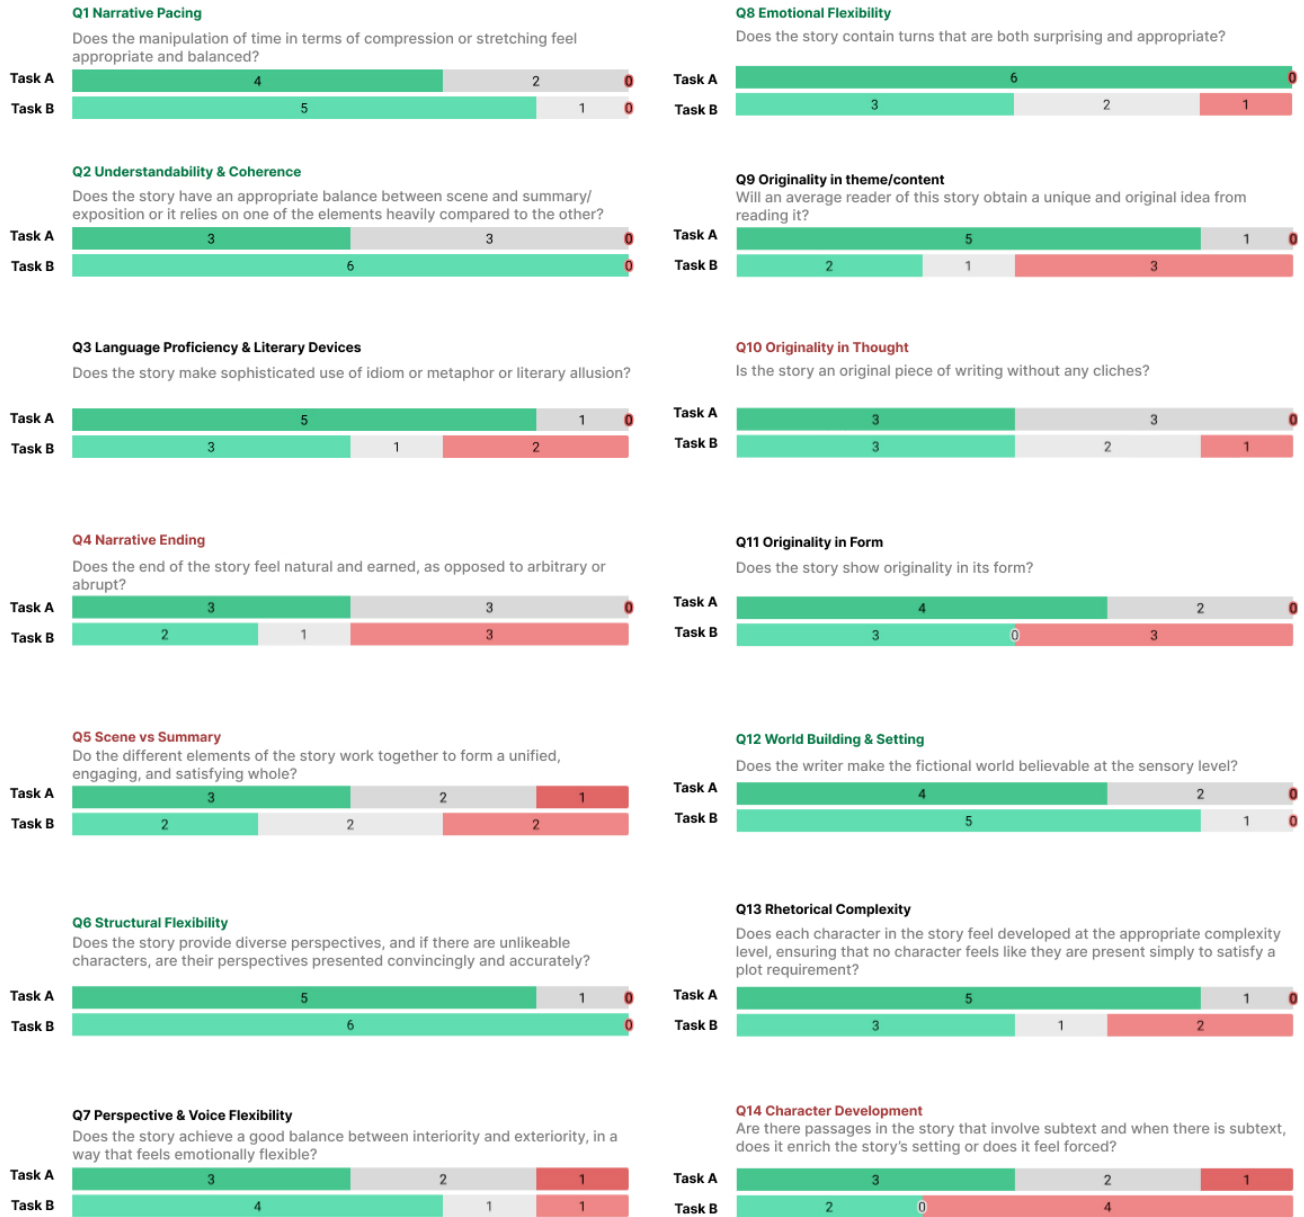 Q1 Narrative Pacing
Does the manipulation of time in terms of compression or stretching feel
appropriate and balanced?
Task A 4 2 0
Task B 5 1 0
Q2 Understandability & Coherence
Does the story have an appropriate balance between scene and summary/
exposition or it relies on one of the elements heavily compared to the other?
Task A 3 3 0
Task B 6 0
Q3 Language Proficiency & Literary Devices
Does the story make sophisticated use of idiom or metaphor or literary allusion?
Task A 5 1 0
Task B 3 1 2
Q4 Narrative Ending
Does the end of the story feel natural and earned, as opposed to arbitrary or
abrupt?
Task A 3 3 0
Task B 2 1 3
Q5 Scene vs Summary
Do the different elements of the story work together to form a unified,
engaging, and satisfying whole?
Task A 3 2 1
Task B 2 2 2
Q6 Structural Flexibility
Does the story provide diverse perspectives, and if there are unlikeable
characters, are their perspectives presented convincingly and accurately?
Task A 5 1 0
Task B 6 0
Q7 Perspective & Voice Flexibility
Does the story achieve a good balance between interiority and exteriority, in a
way that feels emotionally flexible?
Task A 3 2 1
Task B 4 1 1
Q8 Emotional Flexibility
Does the story contain turns that are both surprising and appropriate?
Task A 6 0
Task B 3 2 1
Q9 Originality in theme/content
Will an average reader of this story obtain a unique and original idea from
reading it?
Task A 5 1 0
Task B 2 1 3
Q10 Originality in Thought
Is the story an original piece of writing without any cliches?
Task A 3 3 0
Task B 3 2 1
Q11 Originality in Form
Does the story show originality in its form?
Task A 4 2 0
Task B 3 0 3
Q12 World Building & Setting
Does the writer make the fictional world believable at the sensory level?
Task A 4 2 0
Task B 5 1 0
Q13 Rhetorical Complexity
Does each character in the story feel developed at the appropriate complexity
level, ensuring that no character feels like they are present simply to satisfy a
plot requirement?
Task A 5 1 0
Task B 3 1 2
Q14 Character Development
Are there passages in the story that involve subtext and when there is subtext,
does it enrich the story's setting or does it feel forced?
Task A 3 2 1
Task B 2 0 4